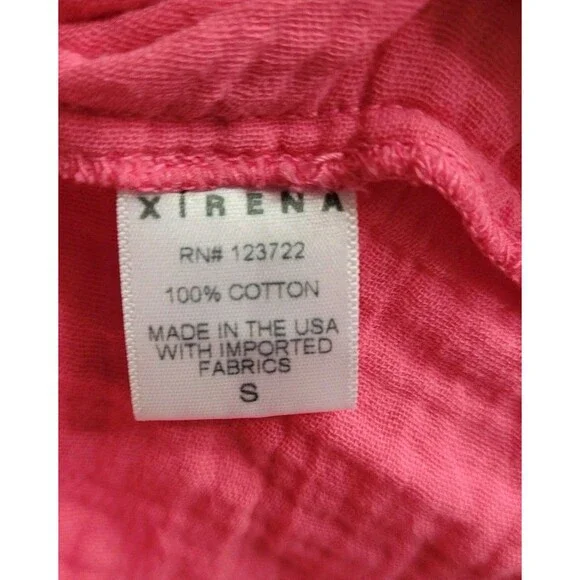 XIRENA
RN# 123722
100% COTTON
MADE IN THE USA
WITH IMPORTED
FABRICS
S